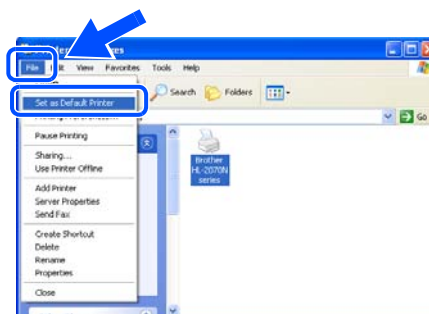 File Edit View Favorites Tools Help
Search Folders
Set as Default Printer
Go
Pause Printing
Sharing...
Use Printer Offline
Add Printer
Server Properties
Send Fax
Create Shortcut
Delete
Rename
Properties
Close
Brother
HL-2070N
series